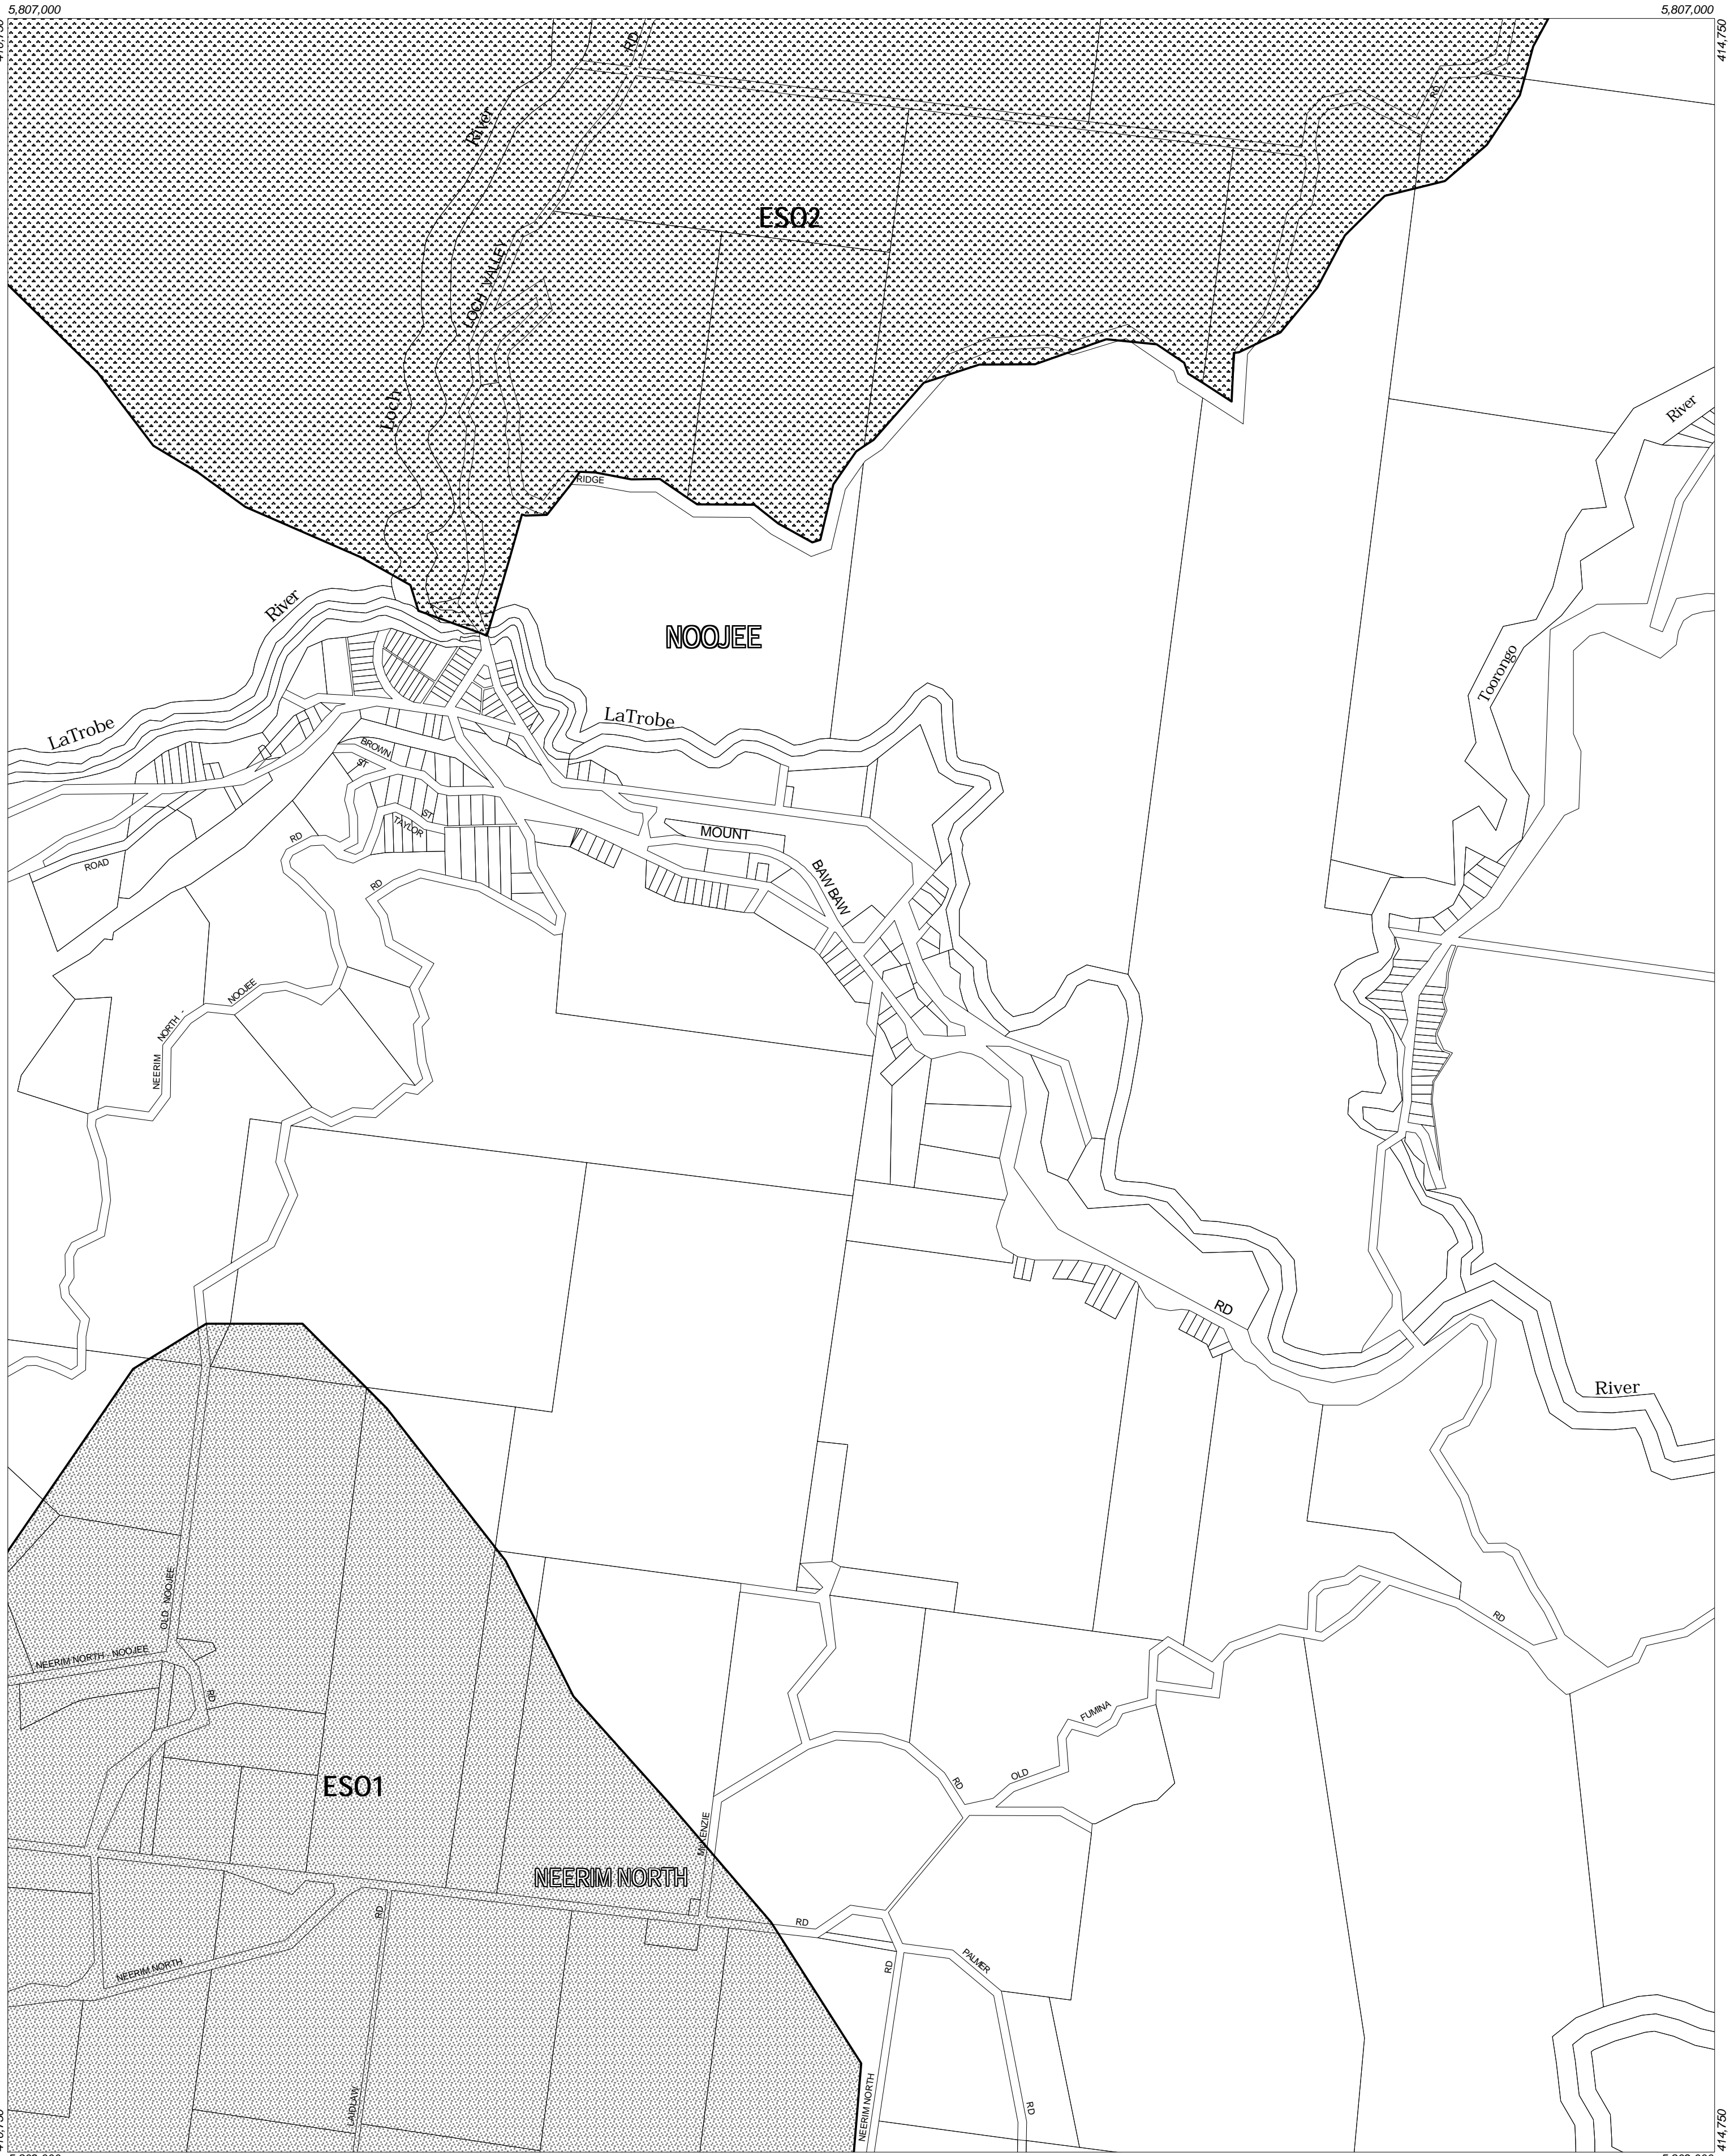 5,807,000
5,807,000
414,750
RD
RD
River
ESO2
LOCH VALLEY
Loch
River
RIDGE
River
NOOJEE
Toorongo
LaTrobe
LaTrobe
BROWN
ST
ST
TAYLOR
MOUNT
RD
ROAD
BAW BAW
RD
NOOJEE
NORTH -
NEERIM
RD
River
OLD NOOJEE
RD
NEERIM NORTH - NOOJEE
RD
FUMINA
OLD
RD
ESO1
McKENZIE
NEERIM NORTH
RD
RD
PALMER
RD
NEERIM NORTH
LAIDLAW
NEERIM NORTH
RD
414,750